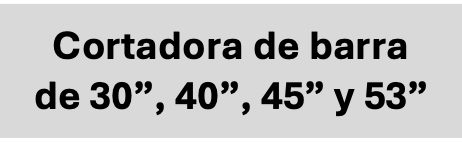 Cortadora de barra
de 30”, 40”, 45” y 53”